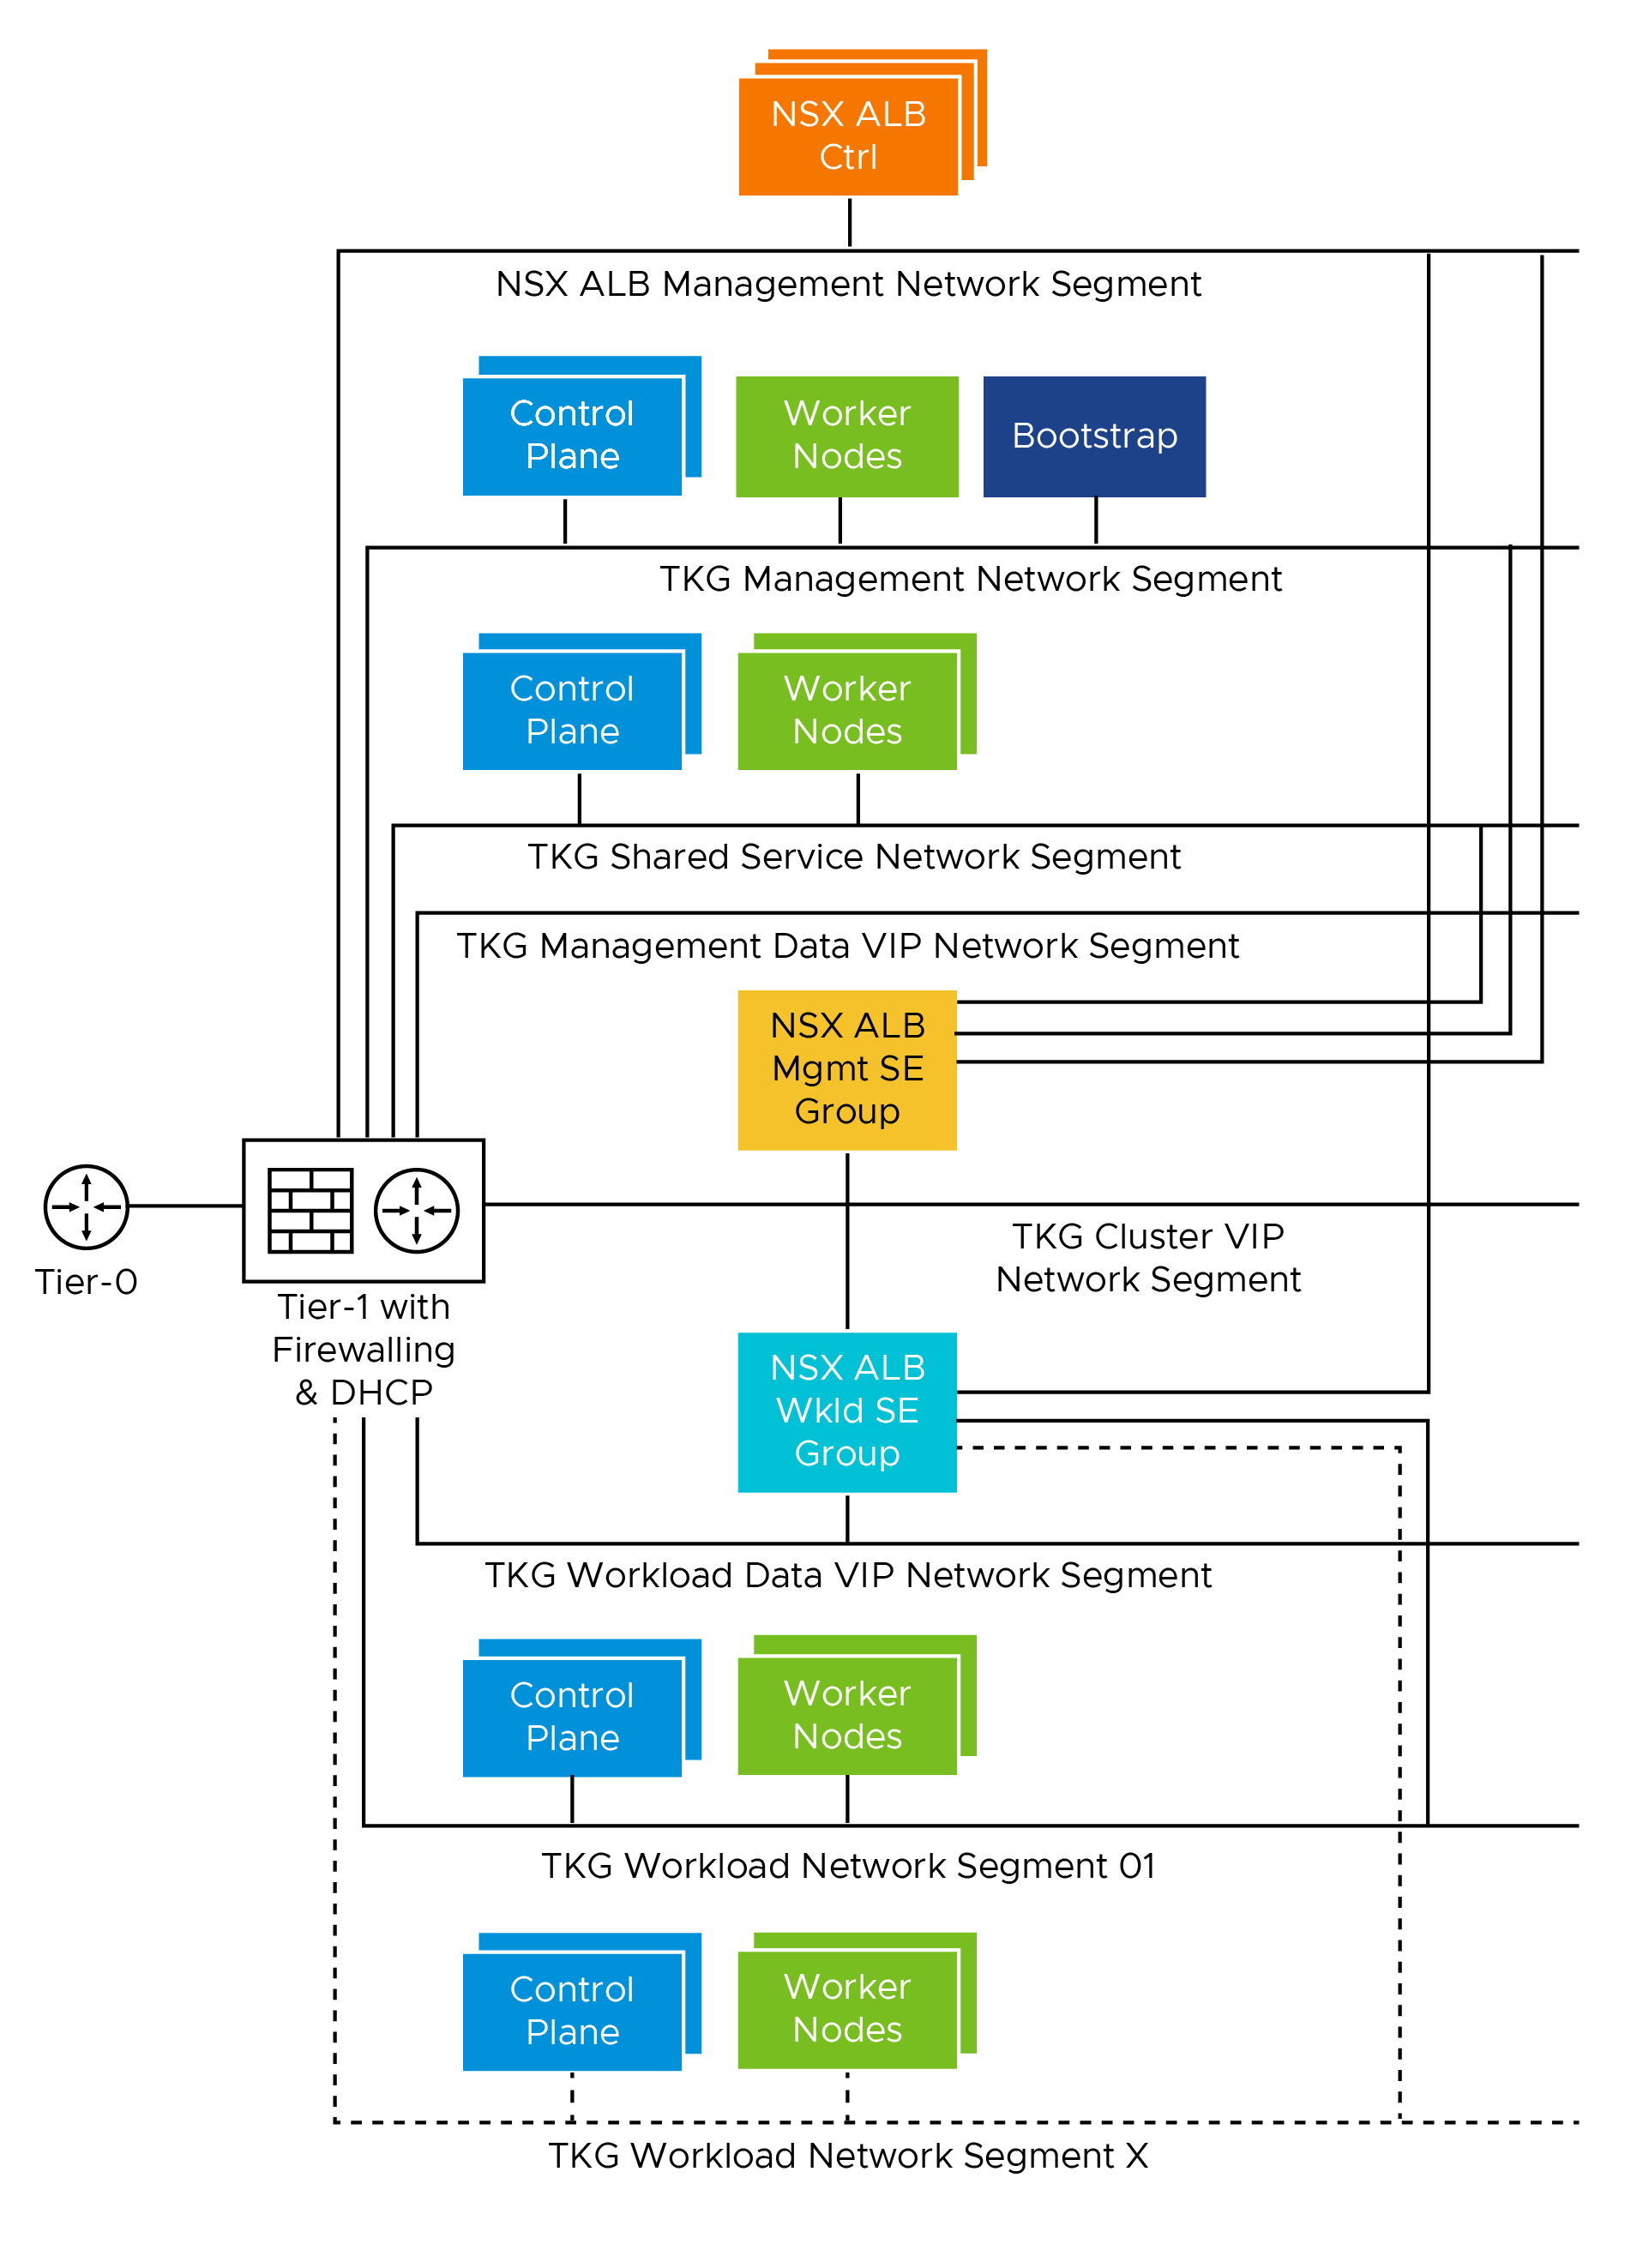 NSX ALB
Ctrl
NSX ALB Management Network Segment
Control
Plane
Worker
Nodes
Bootstrap
TKG Management Network Segment
Control
Plane
Worker
Nodes
TKG Shared Service Network Segment
TKG Management Data VIP Network Segment
NSX ALB
Mgmt SE
Group
Tier-0
Tier-1 with
Firewalling
& DHCP
TKG Cluster VIP
Network Segment
NSX ALB
Wkld SE
Group
TKG Workload Data VIP Network Segment
Control
Plane
Worker
Nodes
TKG Workload Network Segment 01
Control
Plane
Worker
Nodes
TKG Workload Network Segment X